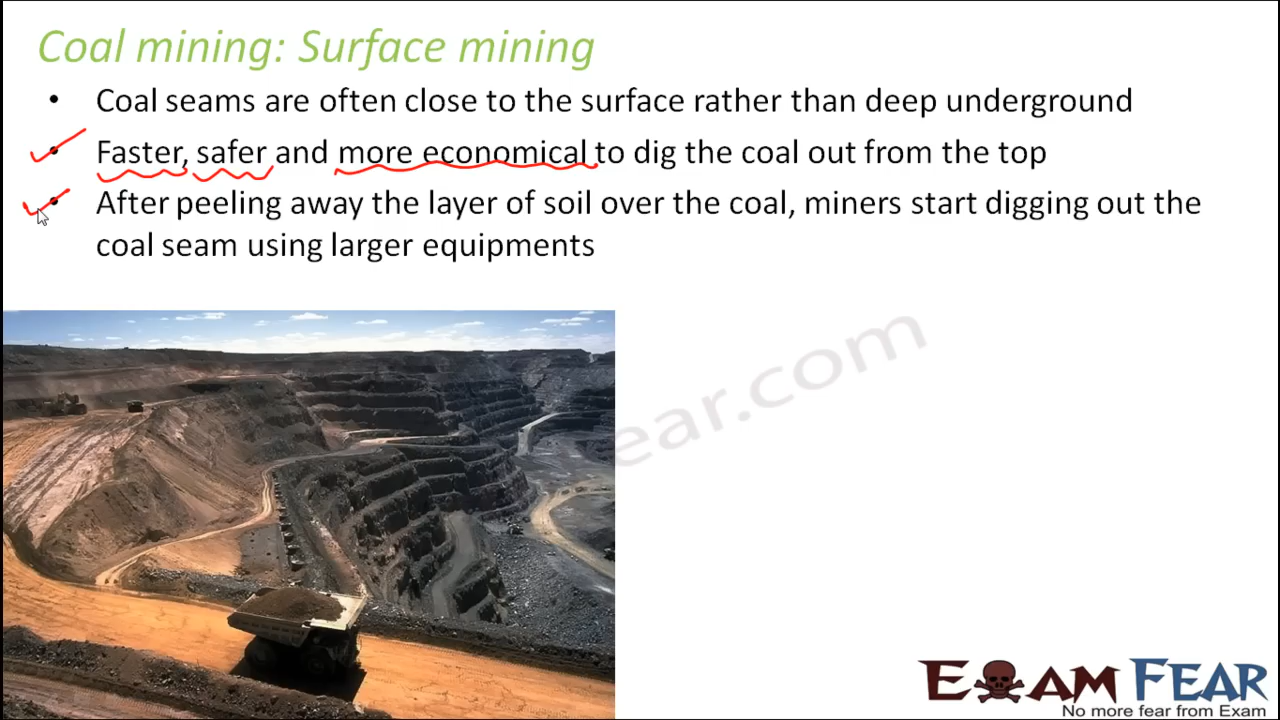 Coal mining: Surface mining
• Coal seams are often close to the surface rather than deep underground
• Faster, safer and more economical to dig the coal out from the top
• After peeling away the layer of soil over the coal, miners start digging out the
coal seam using larger equipments
ear.com
EXAM FEAR
No more fear from Exam